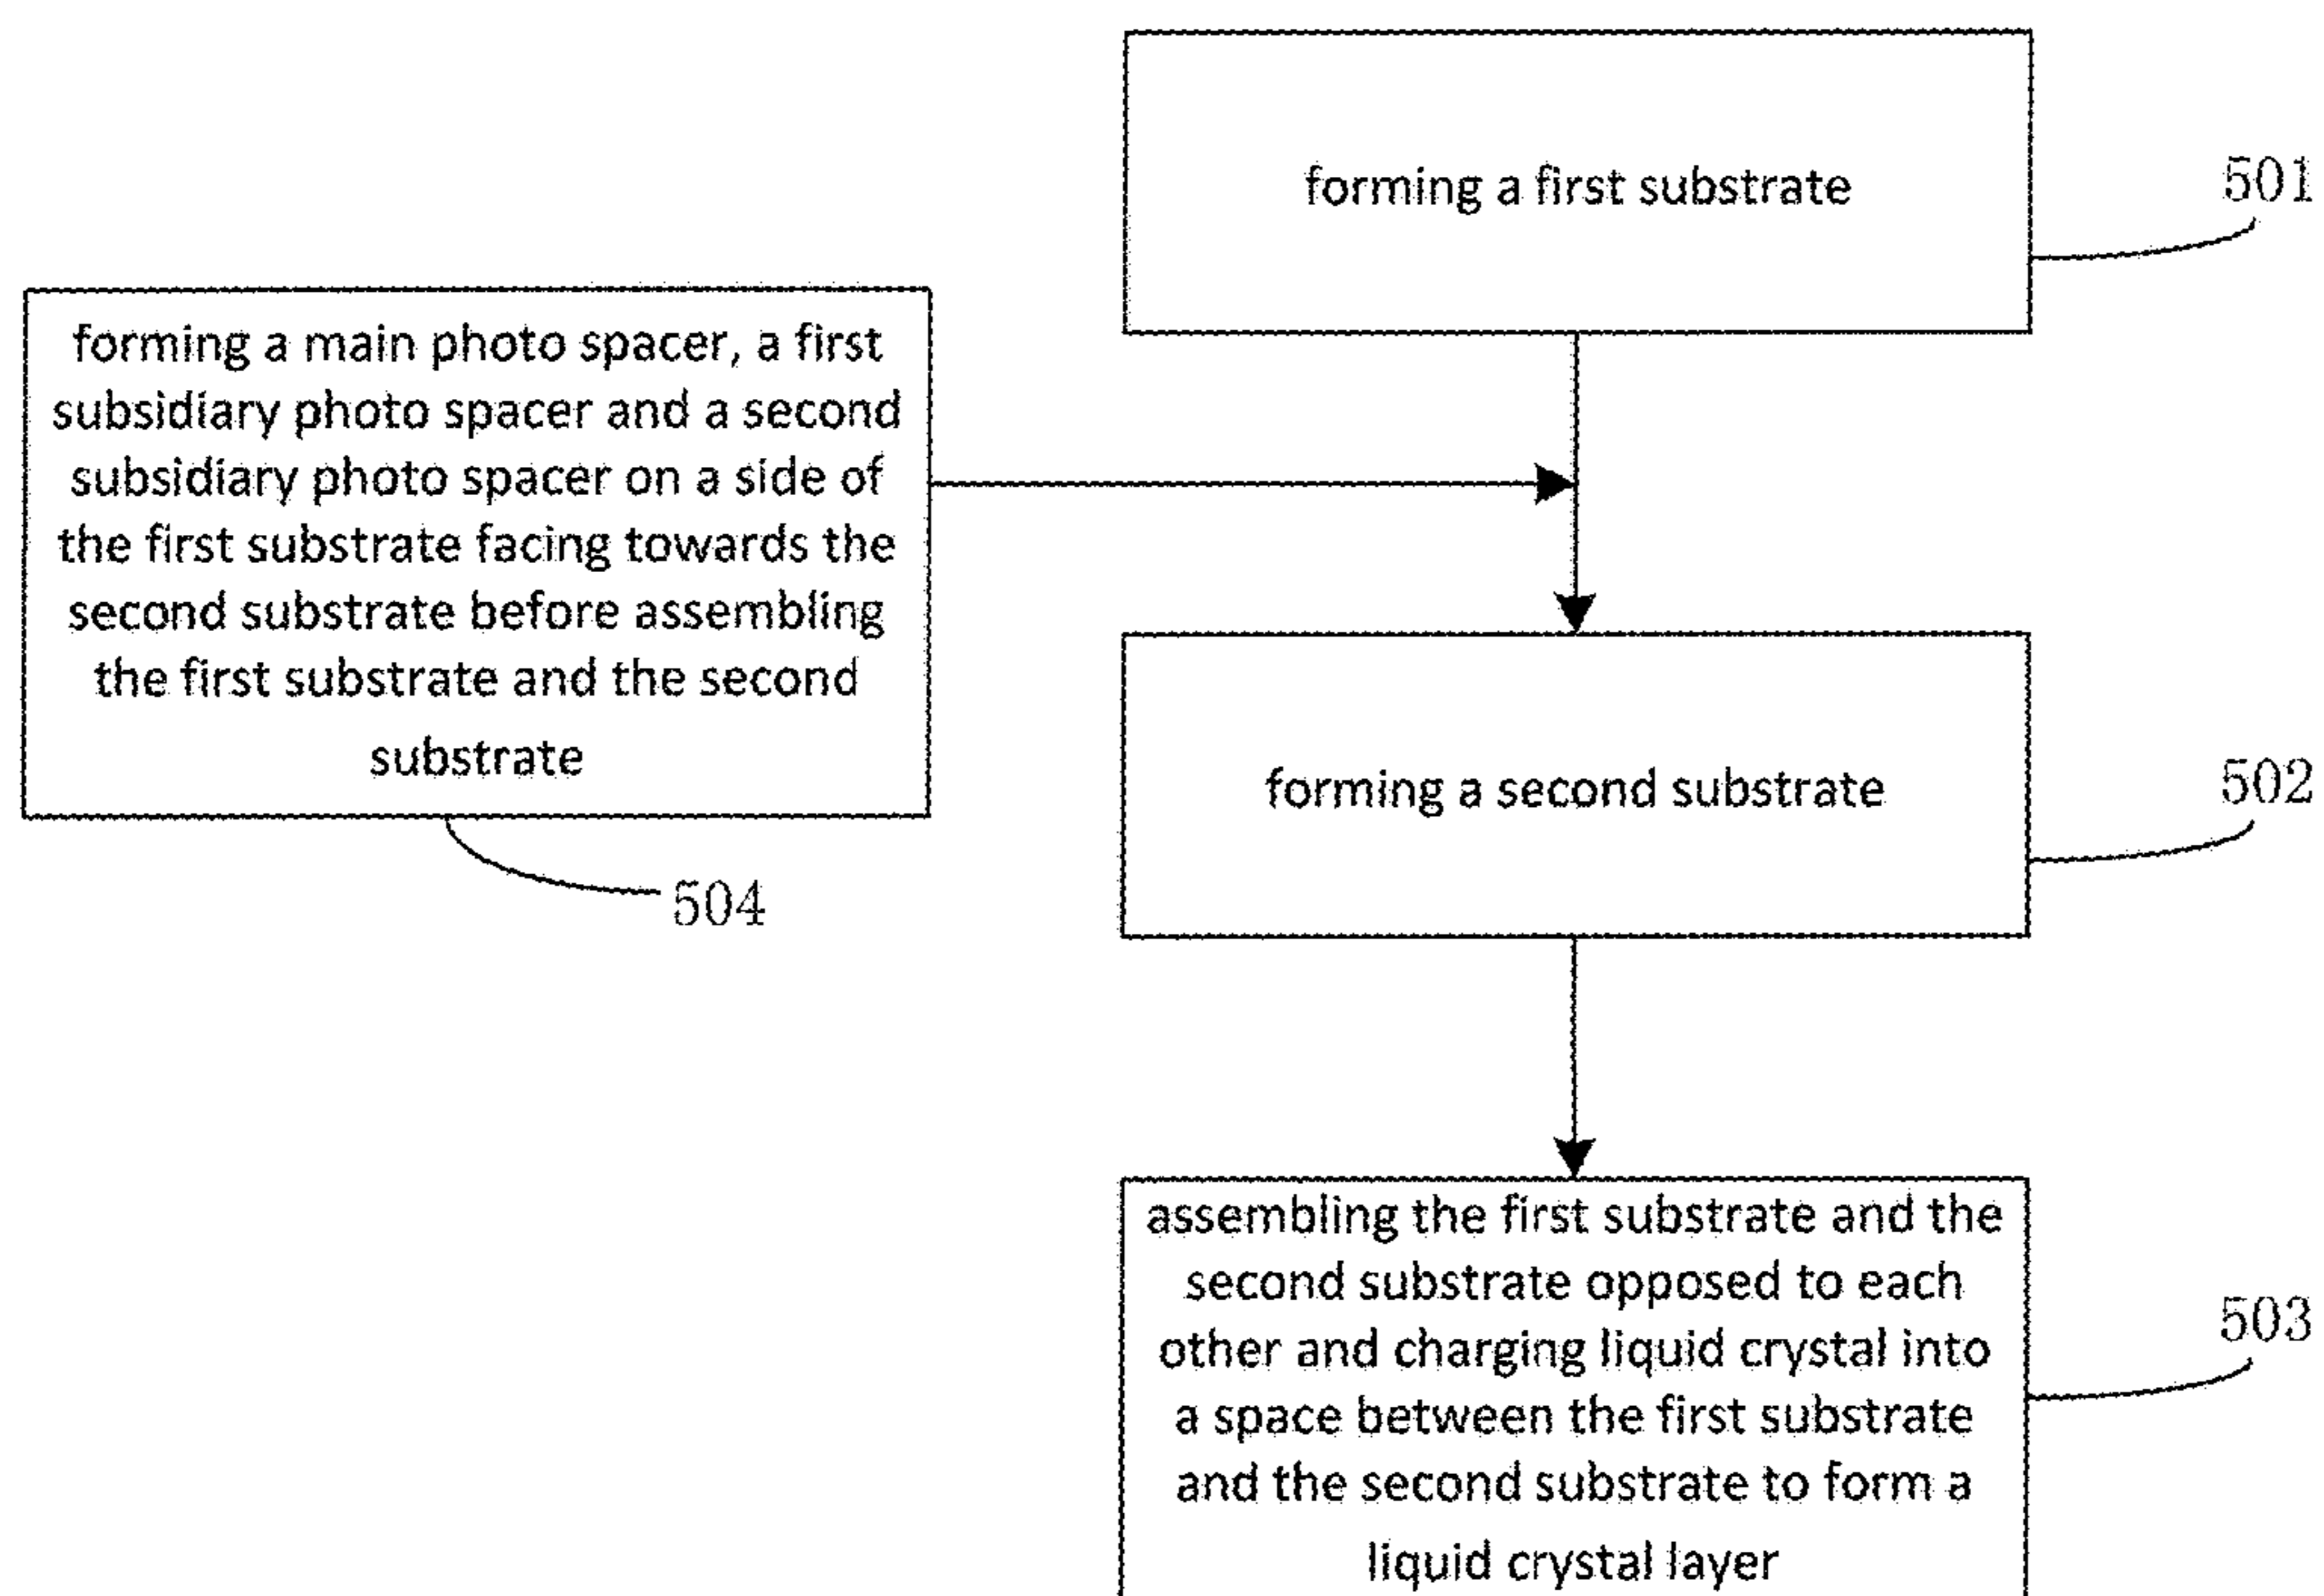 forming a first substrate
501
forming a main photo spacer, a first
subsidiary photo spacer and a second
subsidiary photo spacer on a side of
the first substrate facing towards the
second substrate before assembling
the first substrate and the second
substrate
504
forming a second substrate
502
assembling the first substrate and the
second substrate opposed to each
other and charging liquid crystal into
a space between the first substrate
and the second substrate to form a
liquid crystal layer
503